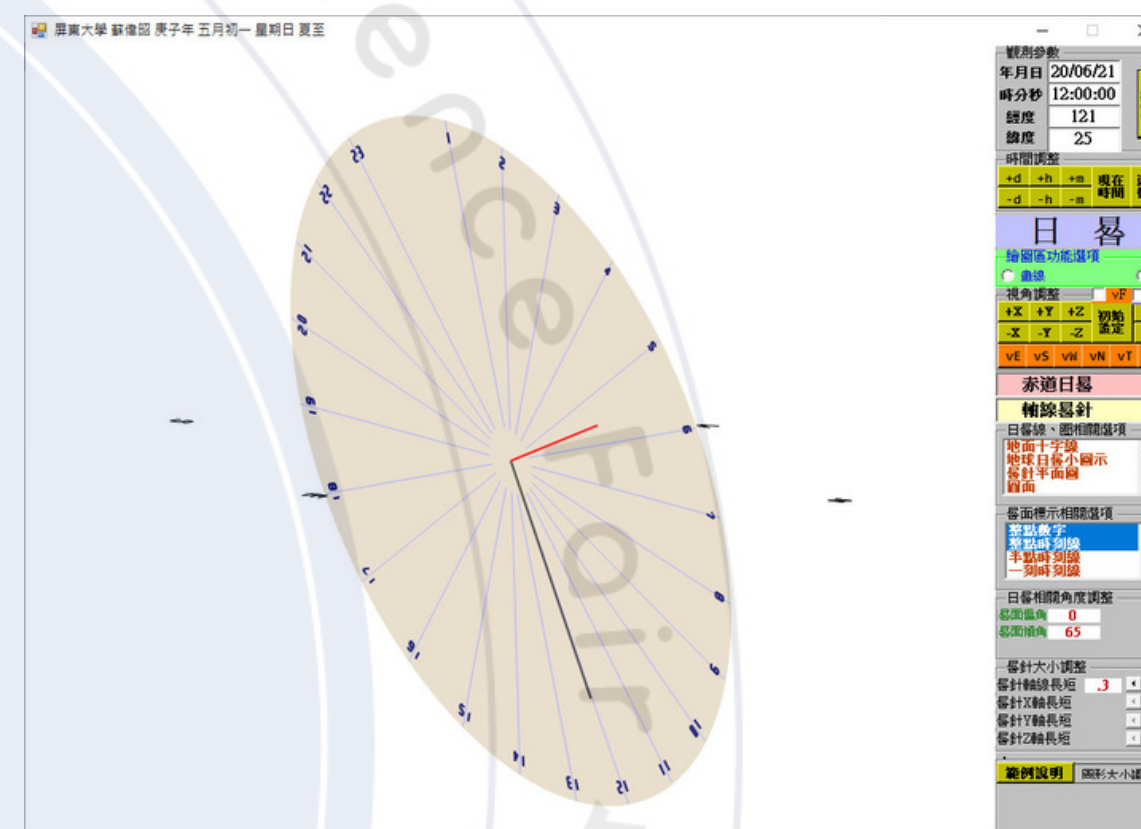 屏東大學 蘇偉昭 庚子年 五月初一 星期日 夏至
觀測參數
年月日 20/06/21
時分秒 12:00:00
經度 121
緯度 25
時間調整
+d +h +m 現在時間
-d -h -m
日晷
繪圖區功能選項
曲線
視角調整 vF
+X +Y +Z 初始設定
-X -Y -Z
vE vS vW vN vT
赤道日晷
軸線晷針
日晷線、圈相關選項
地面十字線
地球日晷小圖示
晷針平面圖
圓面
晷面標示相關選項
整點數字
整點時刻線
半點時刻線
一刻時刻線
日晷相關角度調整
晷面傾角 65
晷針大小調整
晷針軸線長短 .3
晷針X軸長短
晷針Y軸長短
晷針Z軸長短
範例說明 圖形大小
1
2
3
4
5
6
7
8
9
10
11
12
13
14
15
16
17
18
19
20
21
22
23
ence Fair